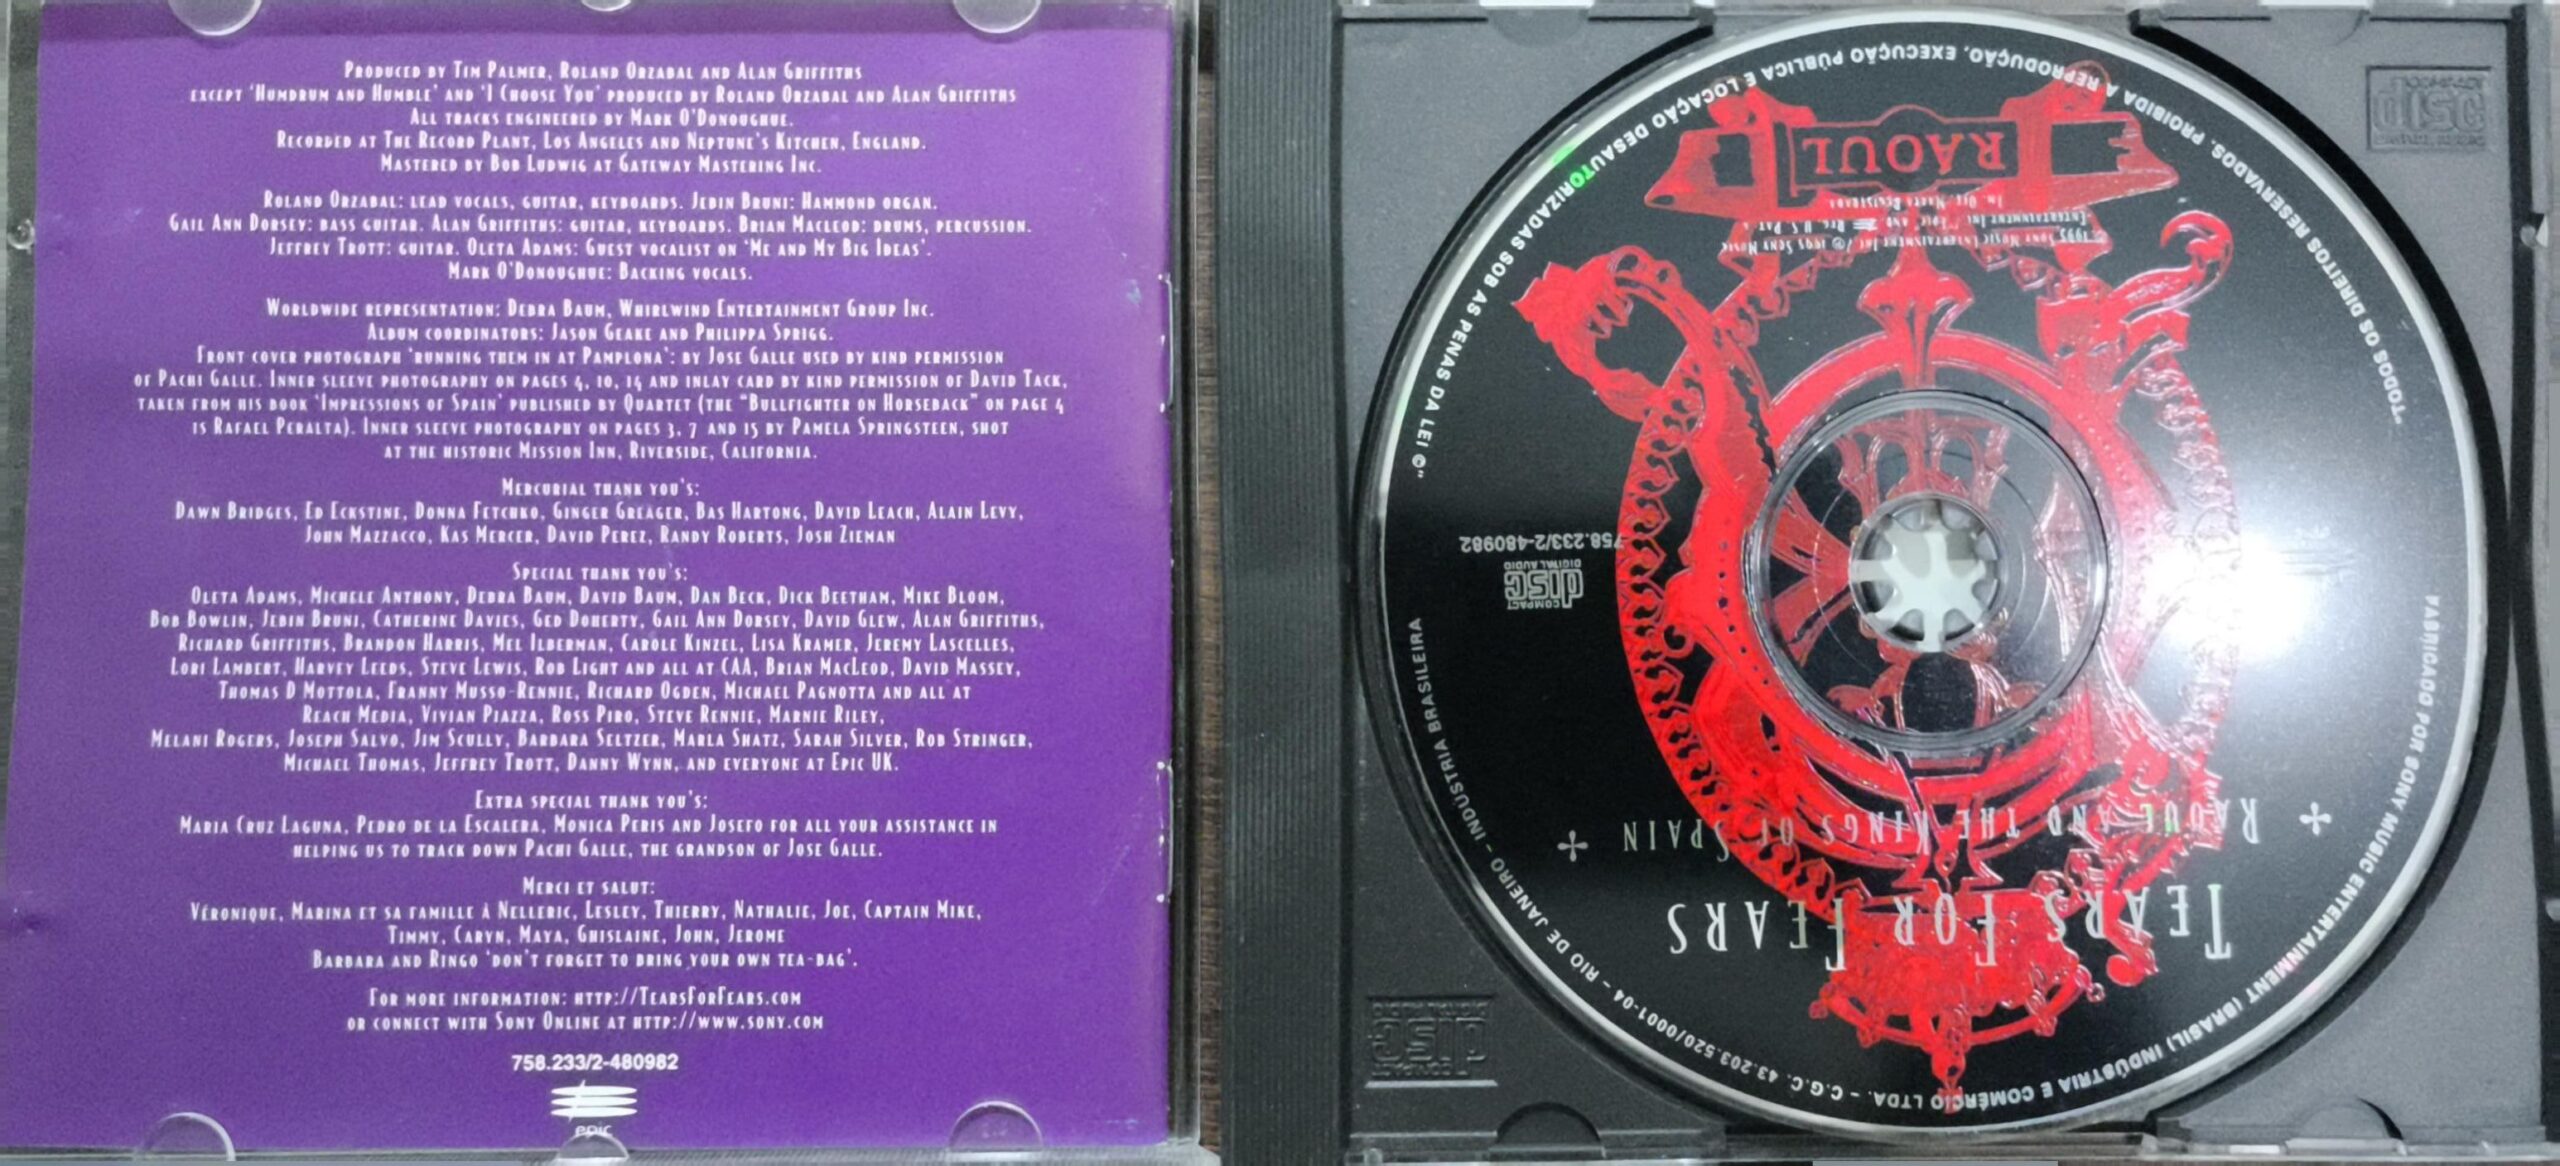 Produced by Tim Palmer, Roland Orzabal and Alan Griffiths
except 'Humdrum and Humble' and 'I Choose You' produced by Roland Orzabal and Alan Griffiths
All tracks engineered by Mark O'Donoughue.
Recorded at The Record Plant, Los Angeles and Neptune's Kitchen, England.
Mastered by Bob Ludwig at Gateway Mastering Inc.
Roland Orzabal: lead vocals, guitar, keyboards. Jebin Bruni: Hammond organ.
Gail Ann Dorsey: bass guitar. Alan Griffiths: guitar, keyboards. Brian Macleod: drums, percussion.
Jeffrey Trott: guitar. Oleta Adams: Guest vocalist on 'Me and My Big Ideas'.
Mark O'Donoughue: Backing vocals.
Worldwide representation: Debra Baum, Whirlwind Entertainment Group Inc.
Album coordinators: Jason Geake and Philippa Sprigg.
Front cover photograph 'running them in at Pamplona': by Jose Galle used by kind permission
of Pachi Galle. Inner sleeve photography on pages 4, 10, 14 and inlay card by kind permission of David Tack,
taken from his book 'Impressions of Spain' published by Quartet (the "Bullfighter on Horseback" on page 4
is Rafael Peralta). Inner sleeve photography on pages 3, 7 and 15 by Pamela Springsteen, shot
at the historic Mission Inn, Riverside, California.
Mercurial thank you's:
Dawn Bridges, Ed Eckstine, Donna Fetchko, Ginger Greager, Bas Hartong, David Leach, Alain Levy,
John Mazzacco, Kas Mercer, David Perez, Randy Roberts, Josh Zieman
Special thank you's:
Oleta Adams, Michele Anthony, Debra Baum, David Baum, Dan Beck, Dick Beetham, Mike Bloom,
Bob Bowlin, Jebin Bruni, Catherine Davies, Ged Doherty, Gail Ann Dorsey, David Glew, Alan Griffiths,
Richard Griffiths, Brandon Harris, Mel Ilberman, Carole Kinzel, Lisa Kramer, Jeremy Lascelles,
Lori Lambert, Harvey Leeds, Steve Lewis, Rob Light and all at CAA, Brian MacLeod, David Massey,
Thomas D Mottola, Franny Musso-Rennie, Richard Ogden, Michael Pagnotta and all at
Reach Media, Vivian Piazza, Ross Piro, Steve Rennie, Marnie Riley,
Melani Rogers, Joseph Salvo, Jim Scully, Barbara Seltzer, Marla Shatz, Sarah Silver, Rob Stringer,
Michael Thomas, Jeffrey Trott, Danny Wynn, and everyone at Epic UK.
Extra special thank you's:
Maria Cruz Laguna, Pedro de la Escalera, Monica Peris and Josefo for all your assistance in
helping us to track down Pachi Galle, the grandson of Jose Galle.
Merci et salut:
Véronique, Marina et sa famille à Nelleric, Lesley, Thierry, Nathalie, Joe, Captain Mike,
Timmy, Caryn, Maya, Ghislaine, John, Jerome
Barbara and Ringo 'don't forget to bring your own tea-bag'.
For more information: http://TearsForFears.com
or connect with Sony Online at http://www.sony.com
758.233/2-480982
epic
Tears For Fears
Raoul and the Kings of Spain
COMPACT
disc
DIGITAL AUDIO
758.233/2-480982
© 1995 Sony Music Entertainment Inc / ℗ 1995 Sony Music
Entertainment Inc / "Epic" and Reg. U.S. Pat &
Tm. Off. Marca Registrada
RAOUL
FABRICADO POR SONY MUSIC ENTERTAINMENT (BRASIL) INDÚSTRIA E COMÉRCIO LTDA. - C.G.C. 43.203.520/0001-04 - RIO DE JANEIRO - INDÚSTRIA BRASILEIRA
"TODOS OS DIREITOS RESERVADOS. PROIBIDA A REPRODUÇÃO, EXECUÇÃO PÚBLICA E LOCAÇÃO DESAUTORIZADAS SOB AS PENAS DA LEI ©"
COMPACT
disc
disc